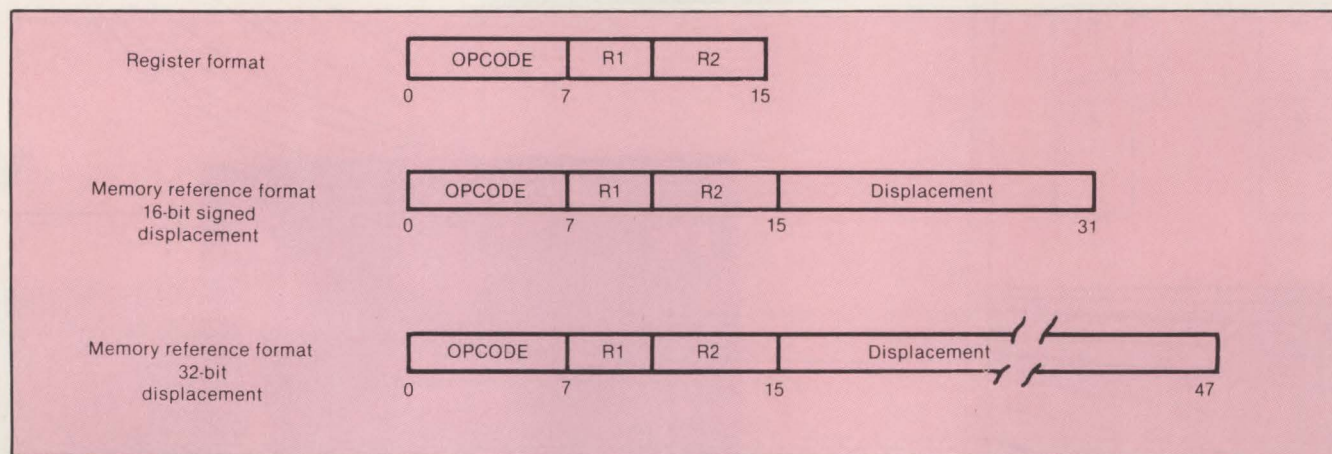 Register format
OPCODE R1 R2
0 7 15
Memory reference format
16-bit signed
displacement
OPCODE R1 R2 Displacement
0 7 15 31
Memory reference format
32-bit
displacement
OPCODE R1 R2 Displacement
0 7 15 47